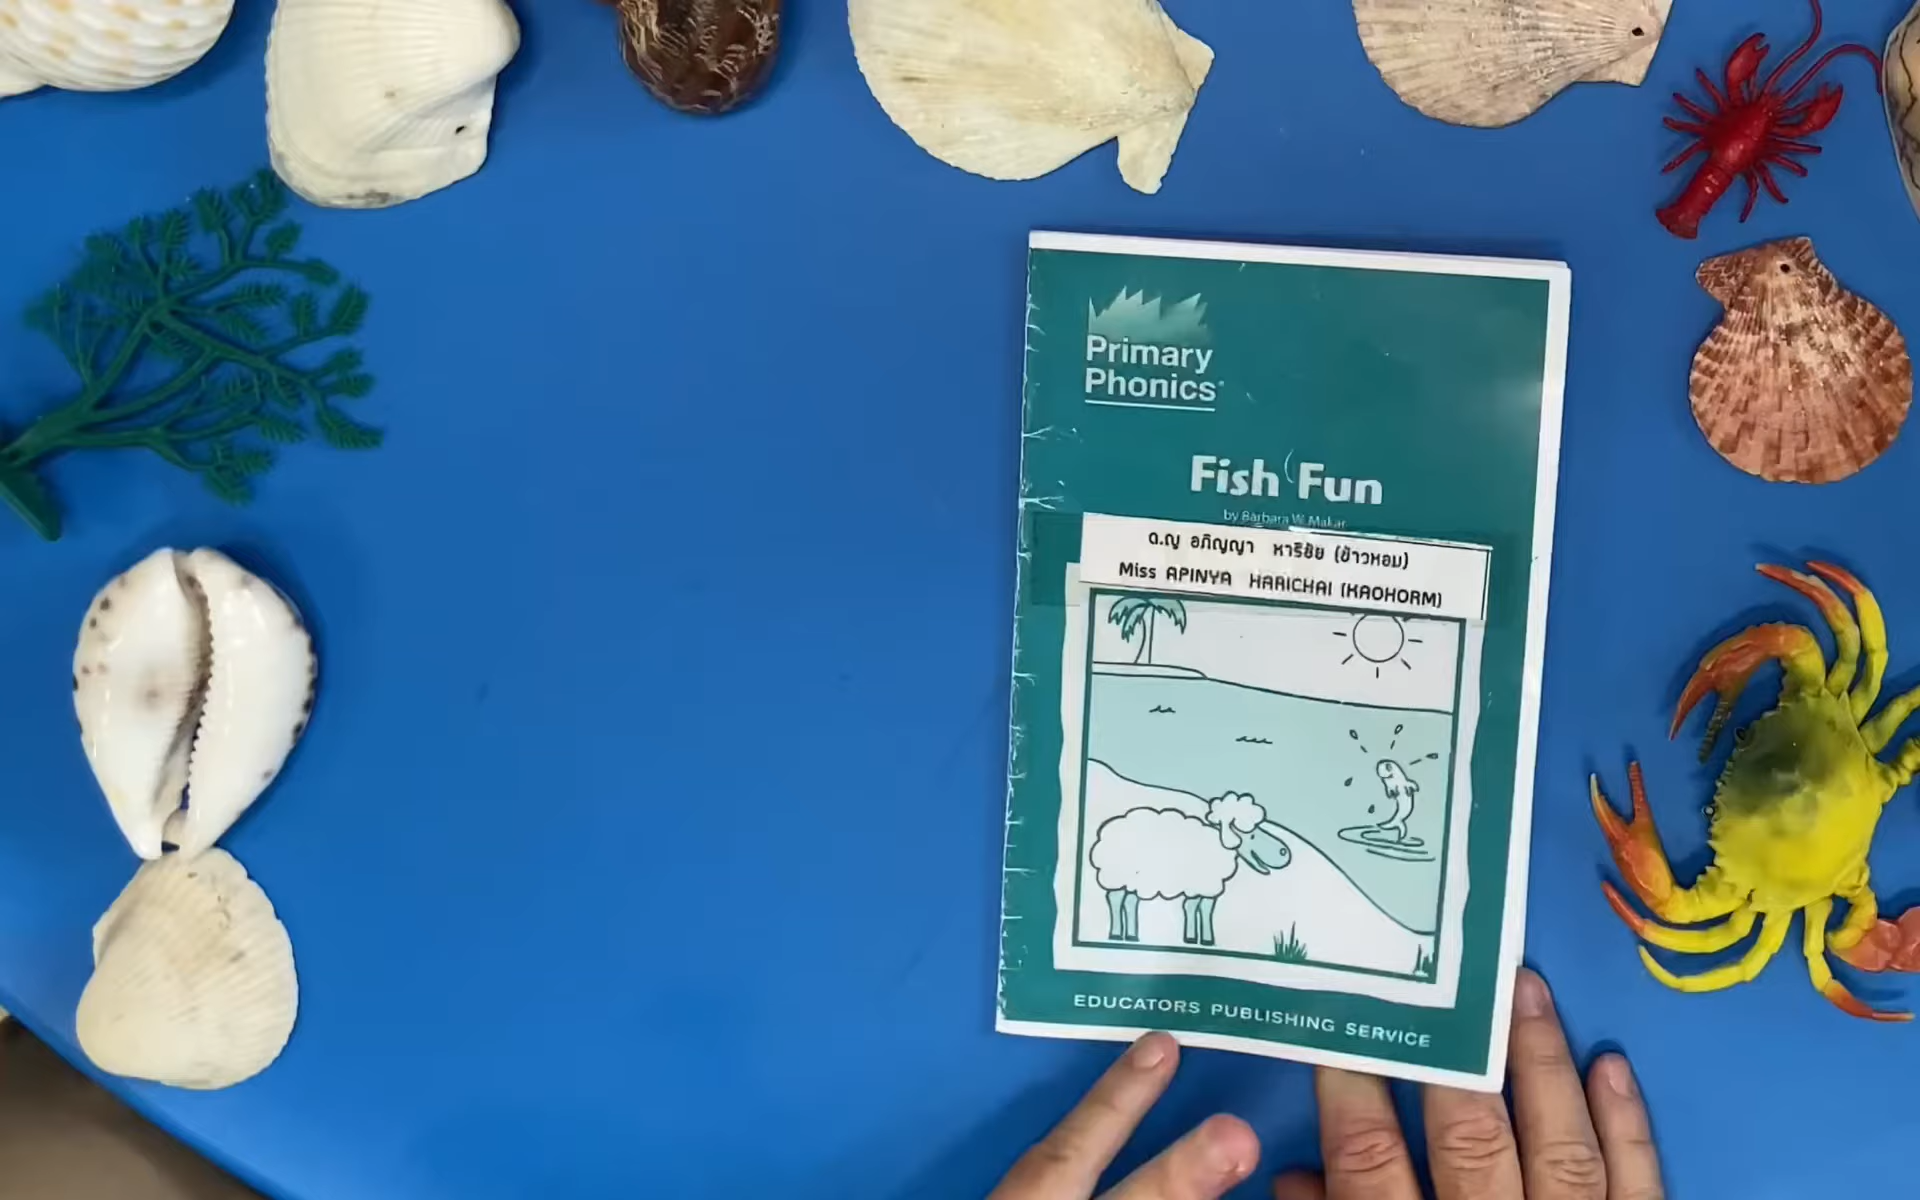 Primary
Phonics
Fish Fun
by Barbara W. Makar
ด.ญ อภิญญา หาริชัย (ข้าวหอม)
Miss APINYA HARICHAI (KAOHORM)
EDUCATORS PUBLISHING SERVICE